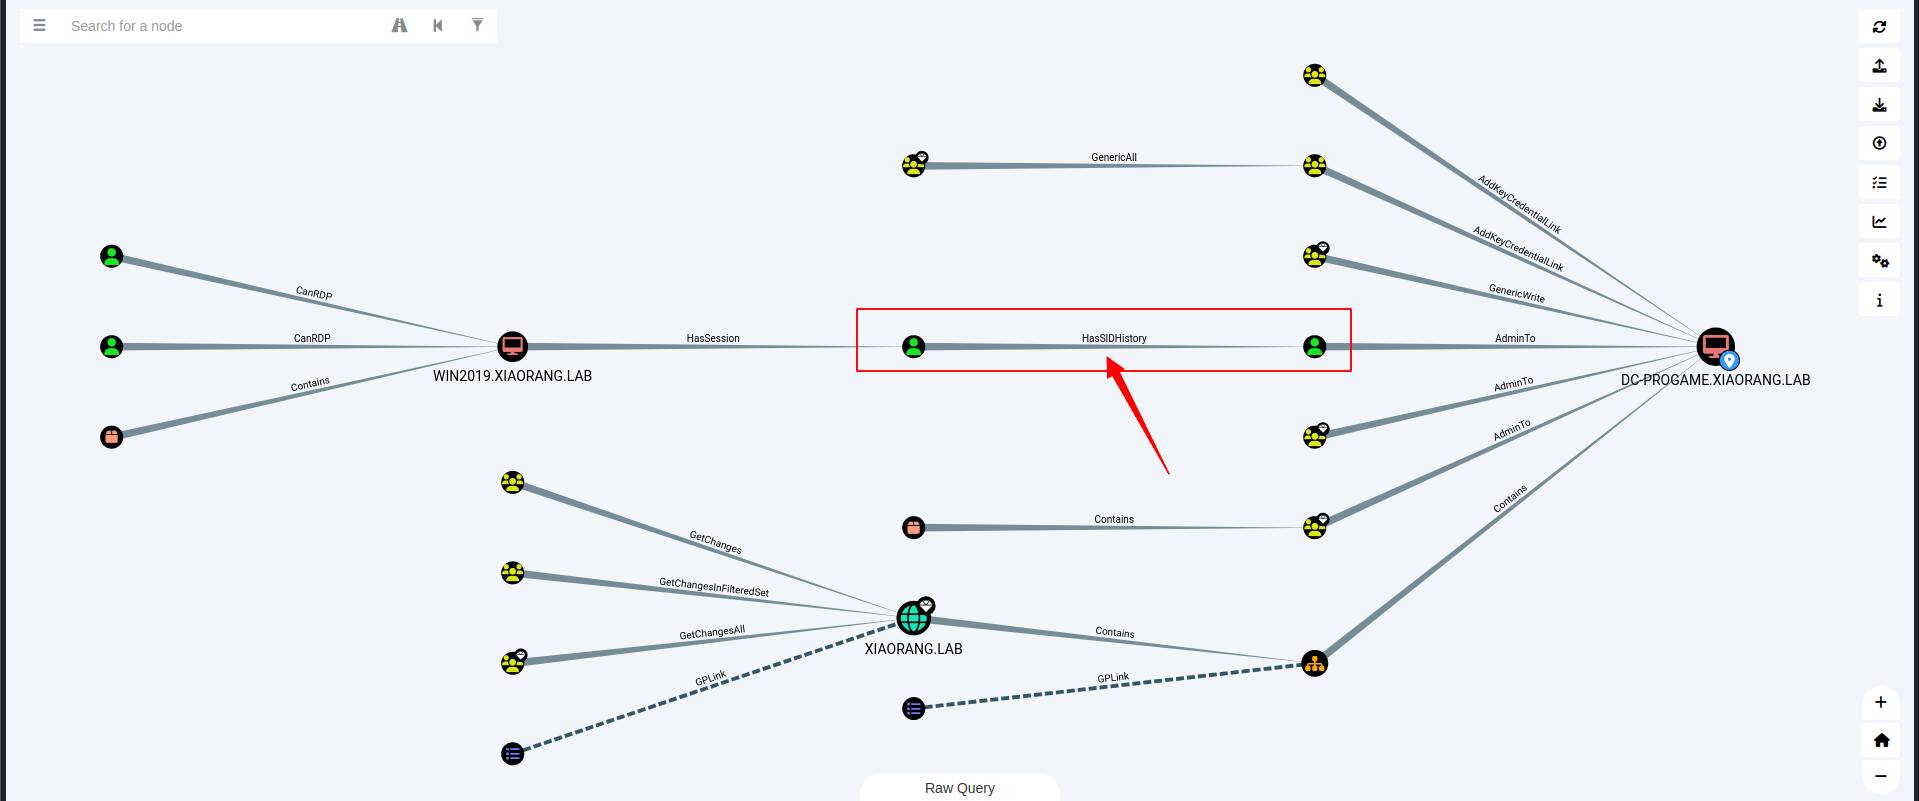 Search for a node
GenericAll
AddKeyCredentialLink
AddKeyCredentialLink
GenericWrite
CanRDP
CanRDP
HasSession
HasSIDHistory
AdminTo
WIN2019.XIAORANG.LAB
DC-PROGAME.XIAORANG.LAB
Contains
AdminTo
AdminTo
Contains
Contains
GetChanges
GetChangesInFilteredSet
GetChangesAll
Contains
XIAORANG.LAB
GPLink
GPLink
Raw Query